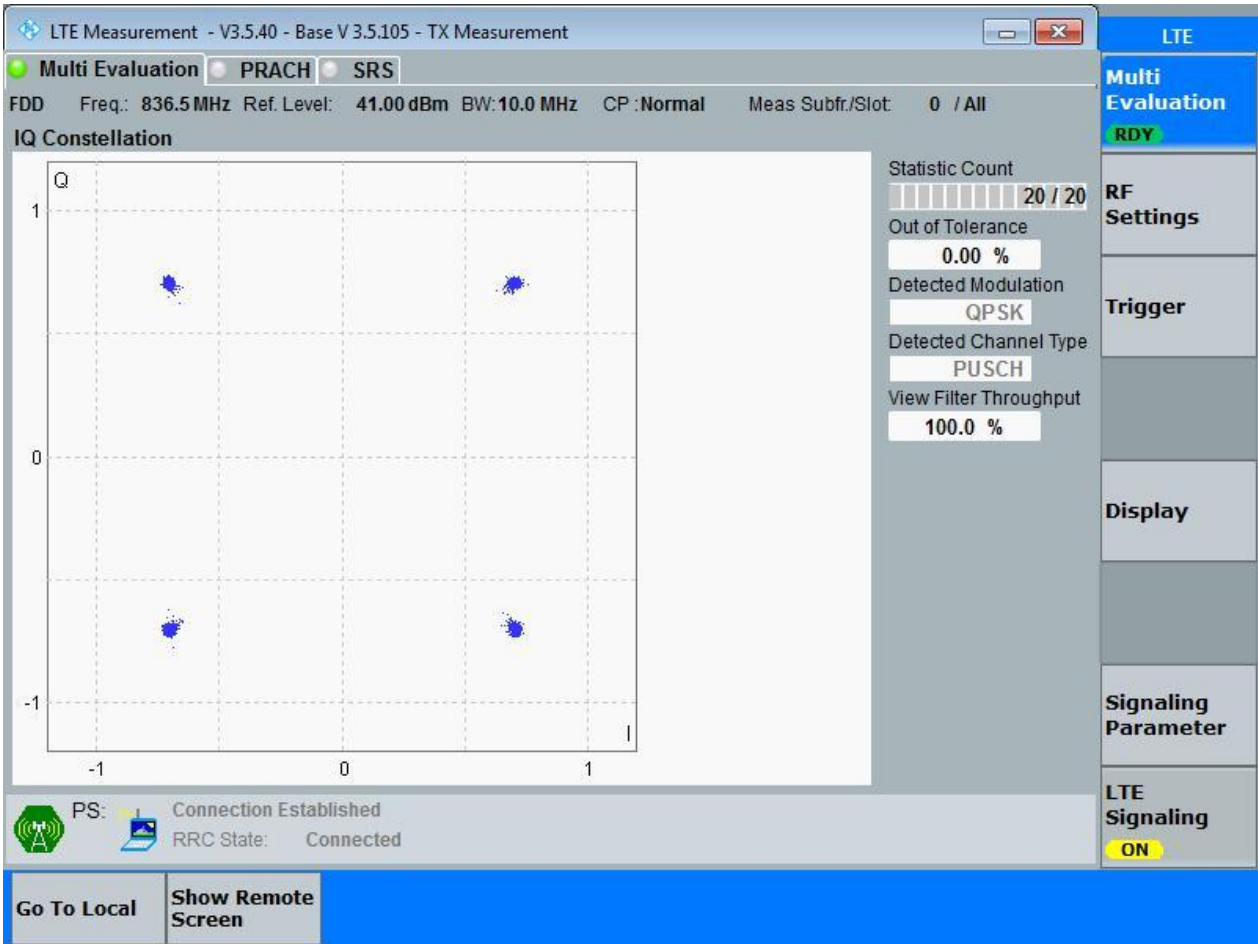 LTE Measurement - V3.5.40 - Base V 3.5.105 - TX Measurement
LTE
Multi Evaluation PRACH SRS
FDD Freq.: 836.5 MHz Ref. Level: 41.00 dBm BW: 10.0 MHz CP : Normal Meas Subfr./Slot: 0 / All
IQ Constellation
Q
1
0
-1
I
-1 0 1
Statistic Count
20 / 20
Out of Tolerance
0.00 %
Detected Modulation
QPSK
Detected Channel Type
PUSCH
View Filter Throughput
100.0 %
PS: Connection Established
RRC State: Connected
Multi
Evaluation
RDY
RF
Settings
Trigger
Display
Signaling
Parameter
LTE
Signaling
ON
Go To Local
Show Remote
Screen